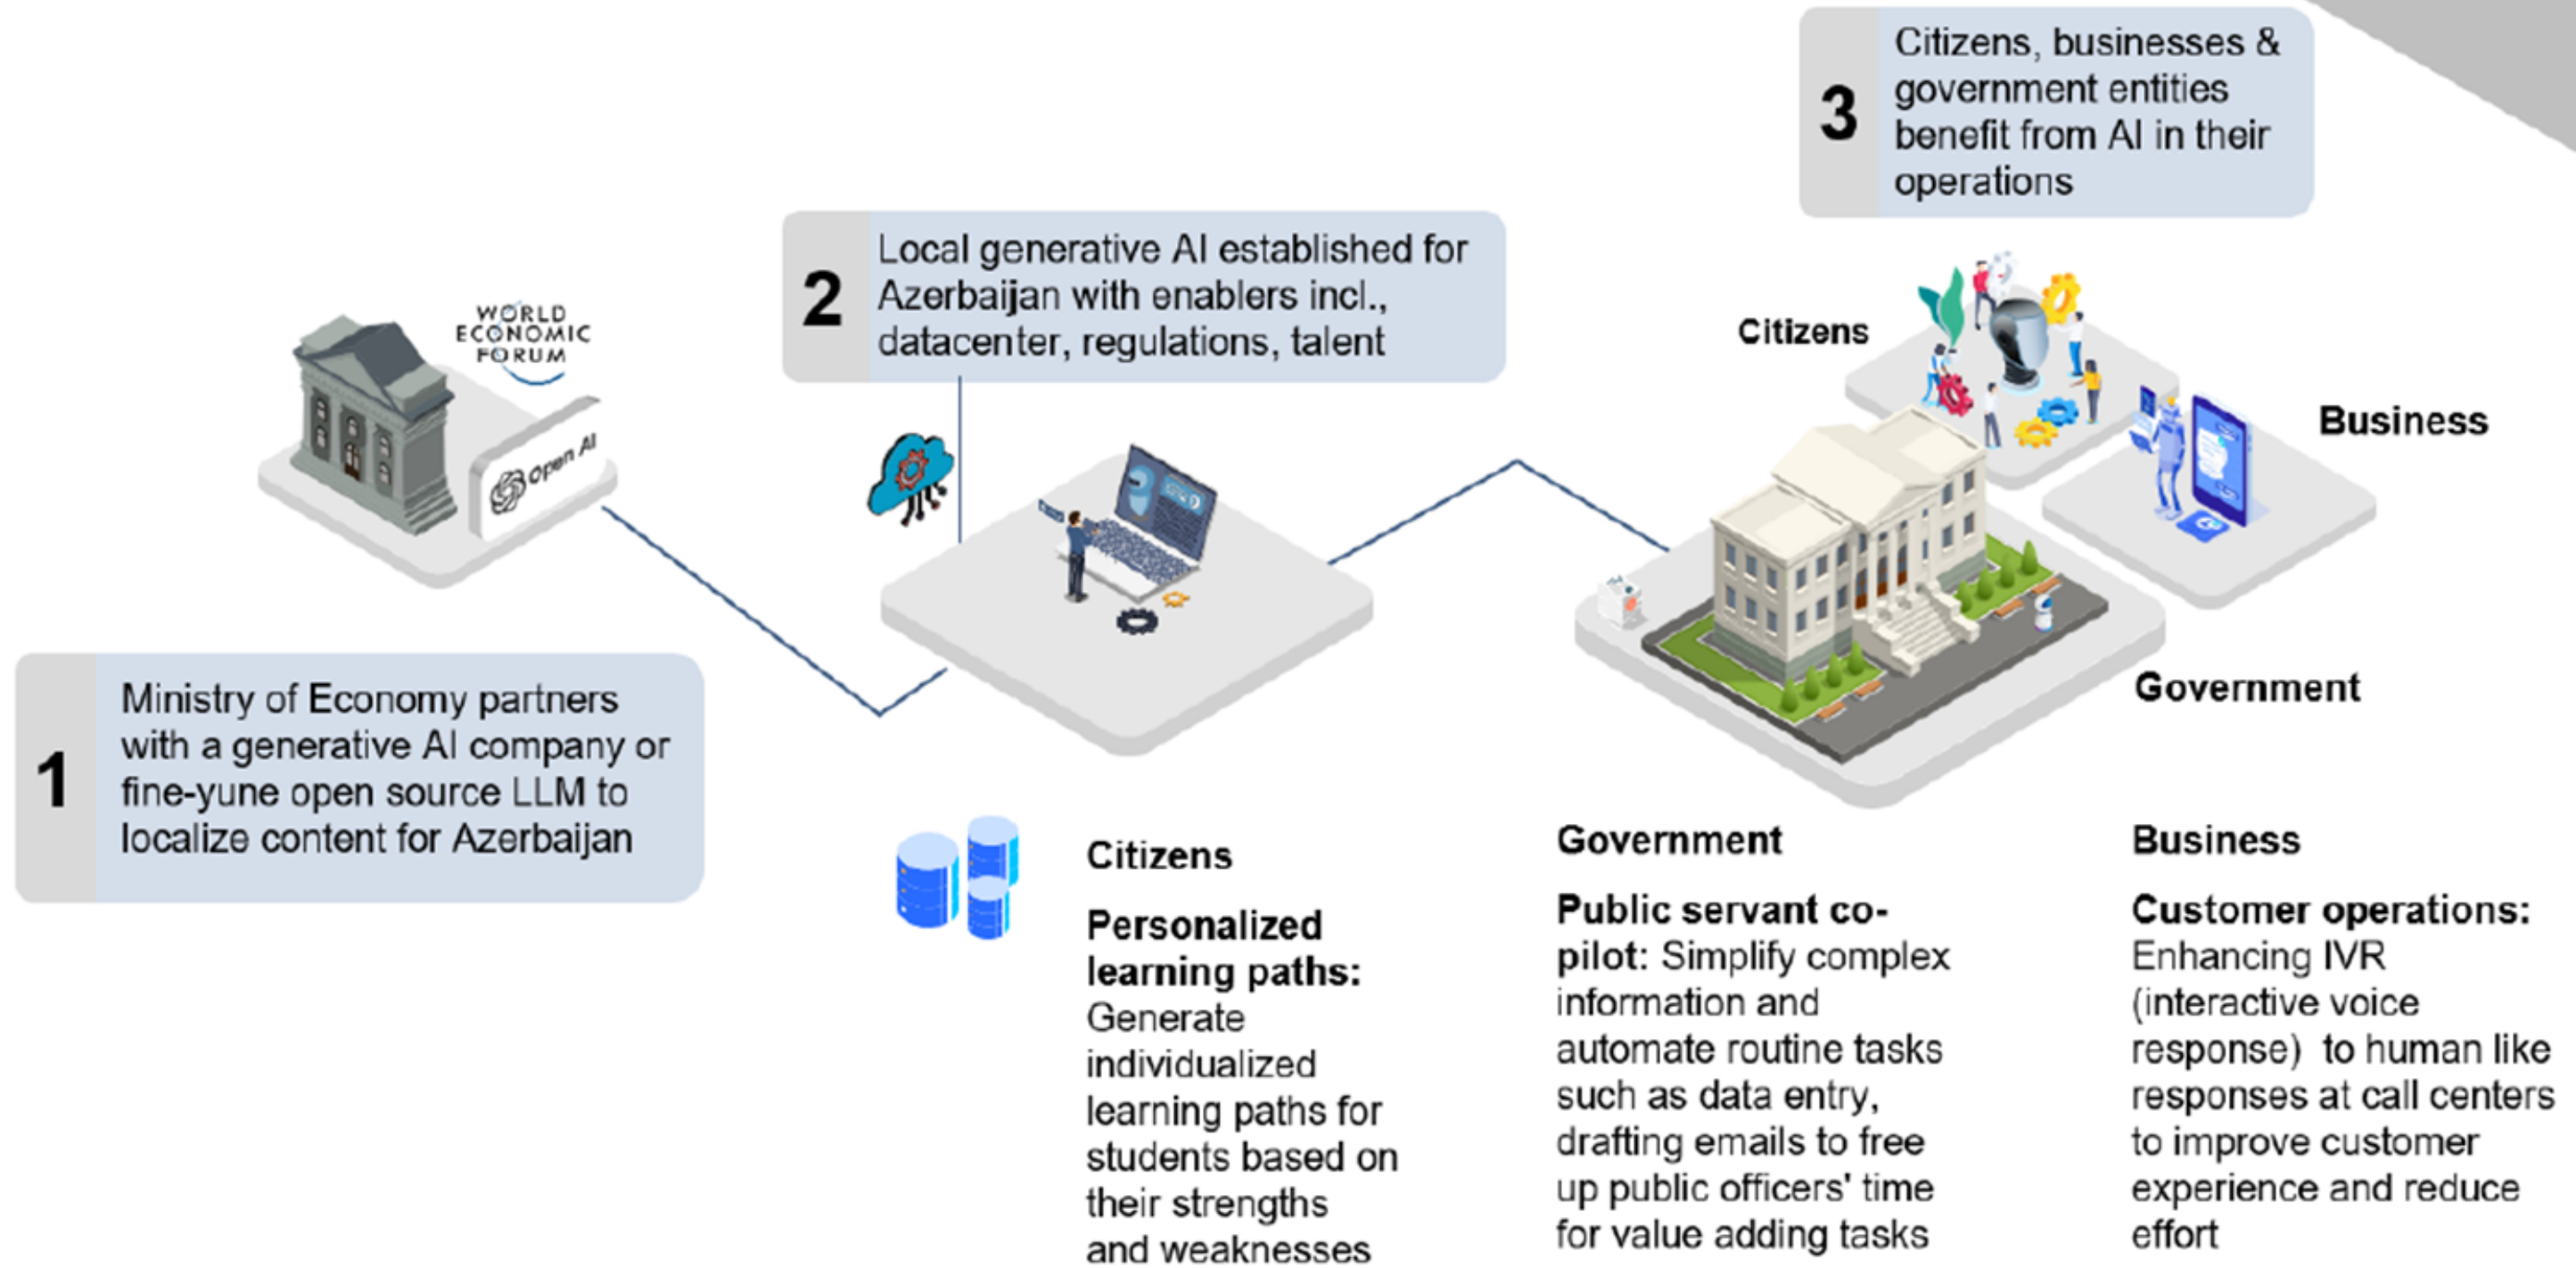 1
Ministry of Economy partners
with a generative AI company or
fine-yune open source LLM to
localize content for Azerbaijan
WORLD
ECONOMIC
FORUM
Open AI
2
Local generative AI established for
Azerbaijan with enablers incl.,
datacenter, regulations, talent
3
Citizens, businesses &
government entities
benefit from AI in their
operations
Citizens
Business
Government
Citizens
Personalized
learning paths:
Generate
individualized
learning paths for
students based on
their strengths
and weaknesses
Government
Public servant co-
pilot: Simplify complex
information and
automate routine tasks
such as data entry,
drafting emails to free
up public officers' time
for value adding tasks
Business
Customer operations:
Enhancing IVR
(interactive voice
response) to human like
responses at call centers
to improve customer
experience and reduce
effort